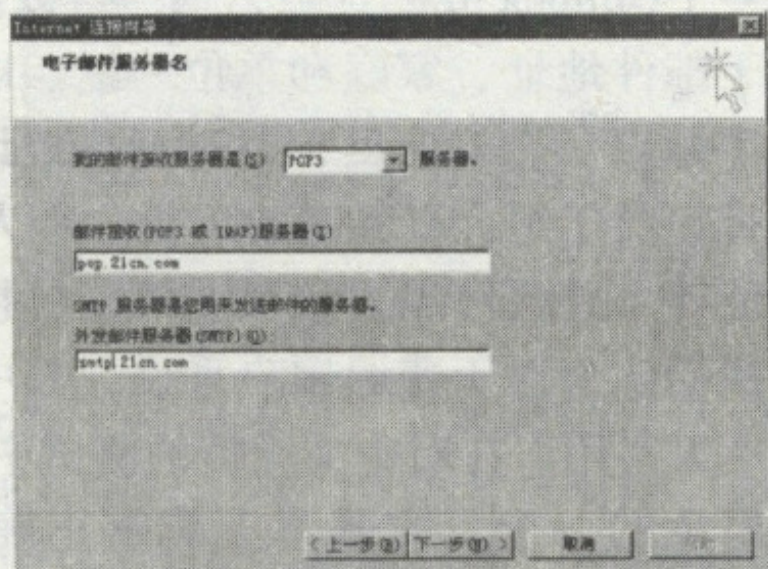 Internet 连接向导
电子邮件服务器名
我的邮件接收服务器是(S) POP3 服务器。
邮件接收(POP3 或 IMAP)服务器(I)
pop.21cn.com
SMTP 服务器是您用来发送邮件的服务器。
外发邮件服务器(SMTP)(O):
smtp.21cn.com
< 上一步(B) 下一步(N) > 取消